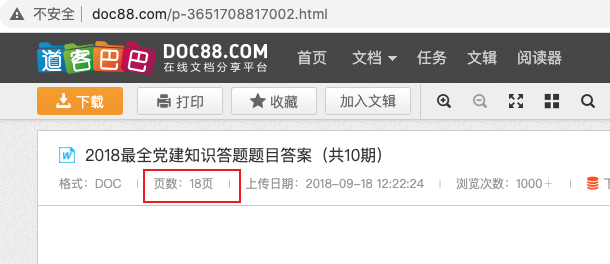 不安全 doc88.com/p-3651708817002.html
道客巴巴 DOC88.COM 首页 文档 任务 文辑 阅读器
在线文档分享平台
下载 打印 收藏 加入文辑
W 2018最全党建知识答题题目答案（共10期）
格式：DOC 页数：18页 上传日期：2018-09-18 12:22:24 浏览次数：1000＋ 下